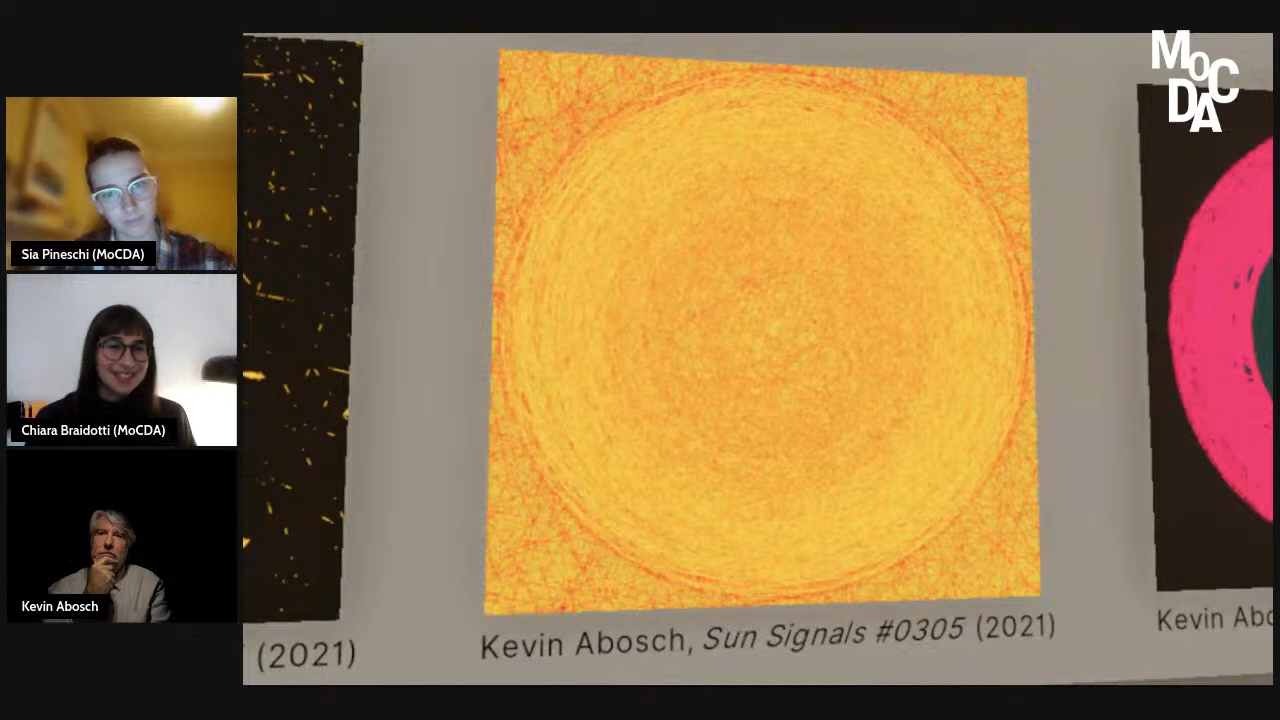 MoCDA
Sia Pineschi (MoCDA)
Chiara Braidotti (MoCDA)
Kevin Abosch
(2021)
Kevin Abosch, Sun Signals #0305 (2021)
Kevin Abo